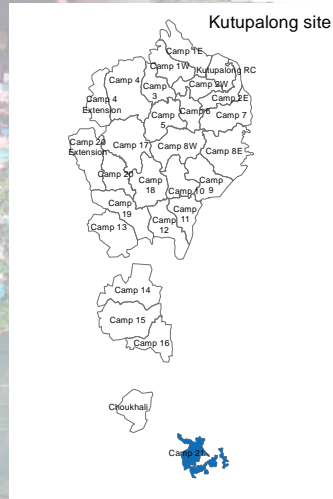 Kutupalong site
Camp 1E
Camp 1W
Kutupalong RC
Camp 4
Camp 3
Camp 2W
Camp 4
Extension
Camp 2E
Camp 6
Camp 5
Camp 7
Camp 20
Extension
Camp 17
Camp 8W
Camp 8E
Camp 20
Camp 18
Camp 10
Camp 9
Camp 19
Camp 11
Camp 13
Camp 12
Camp 14
Camp 15
Camp 16
Choukhali
Camp 21